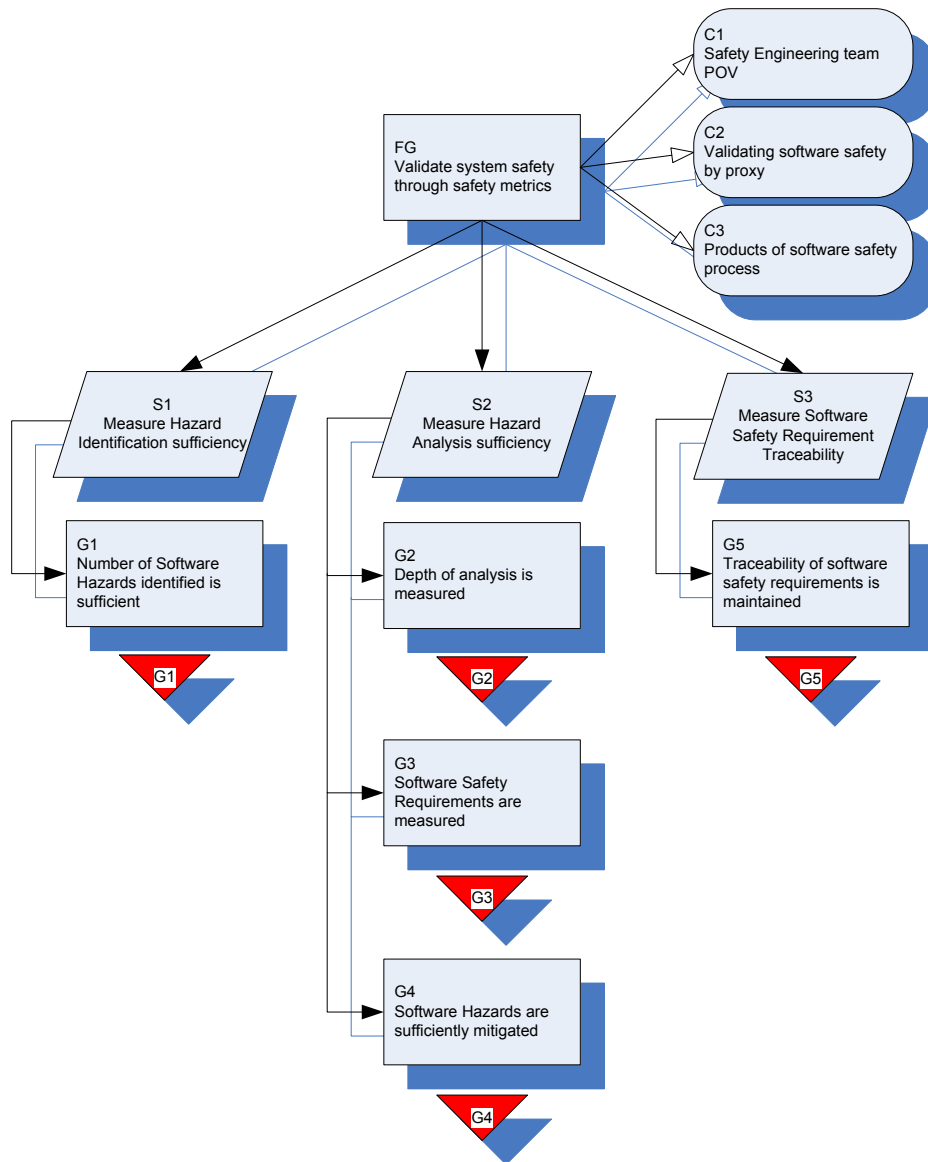 C1
Safety Engineering team
POV
FG
Validate system safety
through safety metrics
C2
Validating software safety
by proxy
C3
Products of software safety
process
S1
Measure Hazard
Identification sufficiency
S2
Measure Hazard
Analysis sufficiency
S3
Measure Software
Safety Requirement
Traceability
G1
Number of Software
Hazards identified is
sufficient
G1
G2
Depth of analysis is
measured
G2
G5
Traceability of software
safety requirements is
maintained
G5
G3
Software Safety
Requirements are
measured
G3
G4
Software Hazards are
sufficiently mitigated
G4